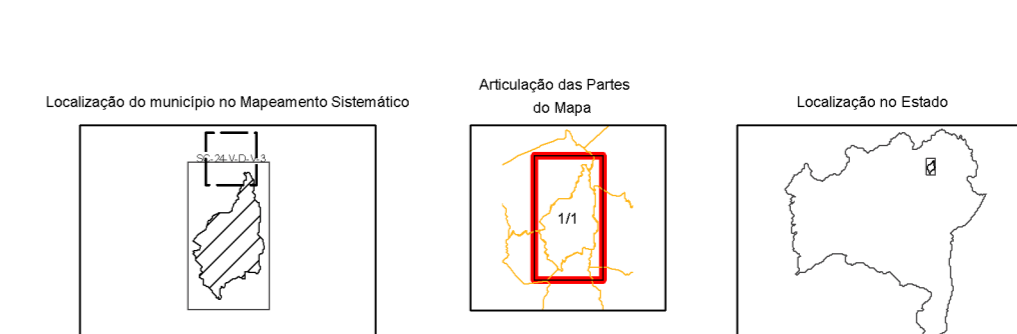 Articulação das Partes
do Mapa
Localização do município no Mapeamento Sistemático
Localização no Estado
SC-24-V-D-V-3
1/1